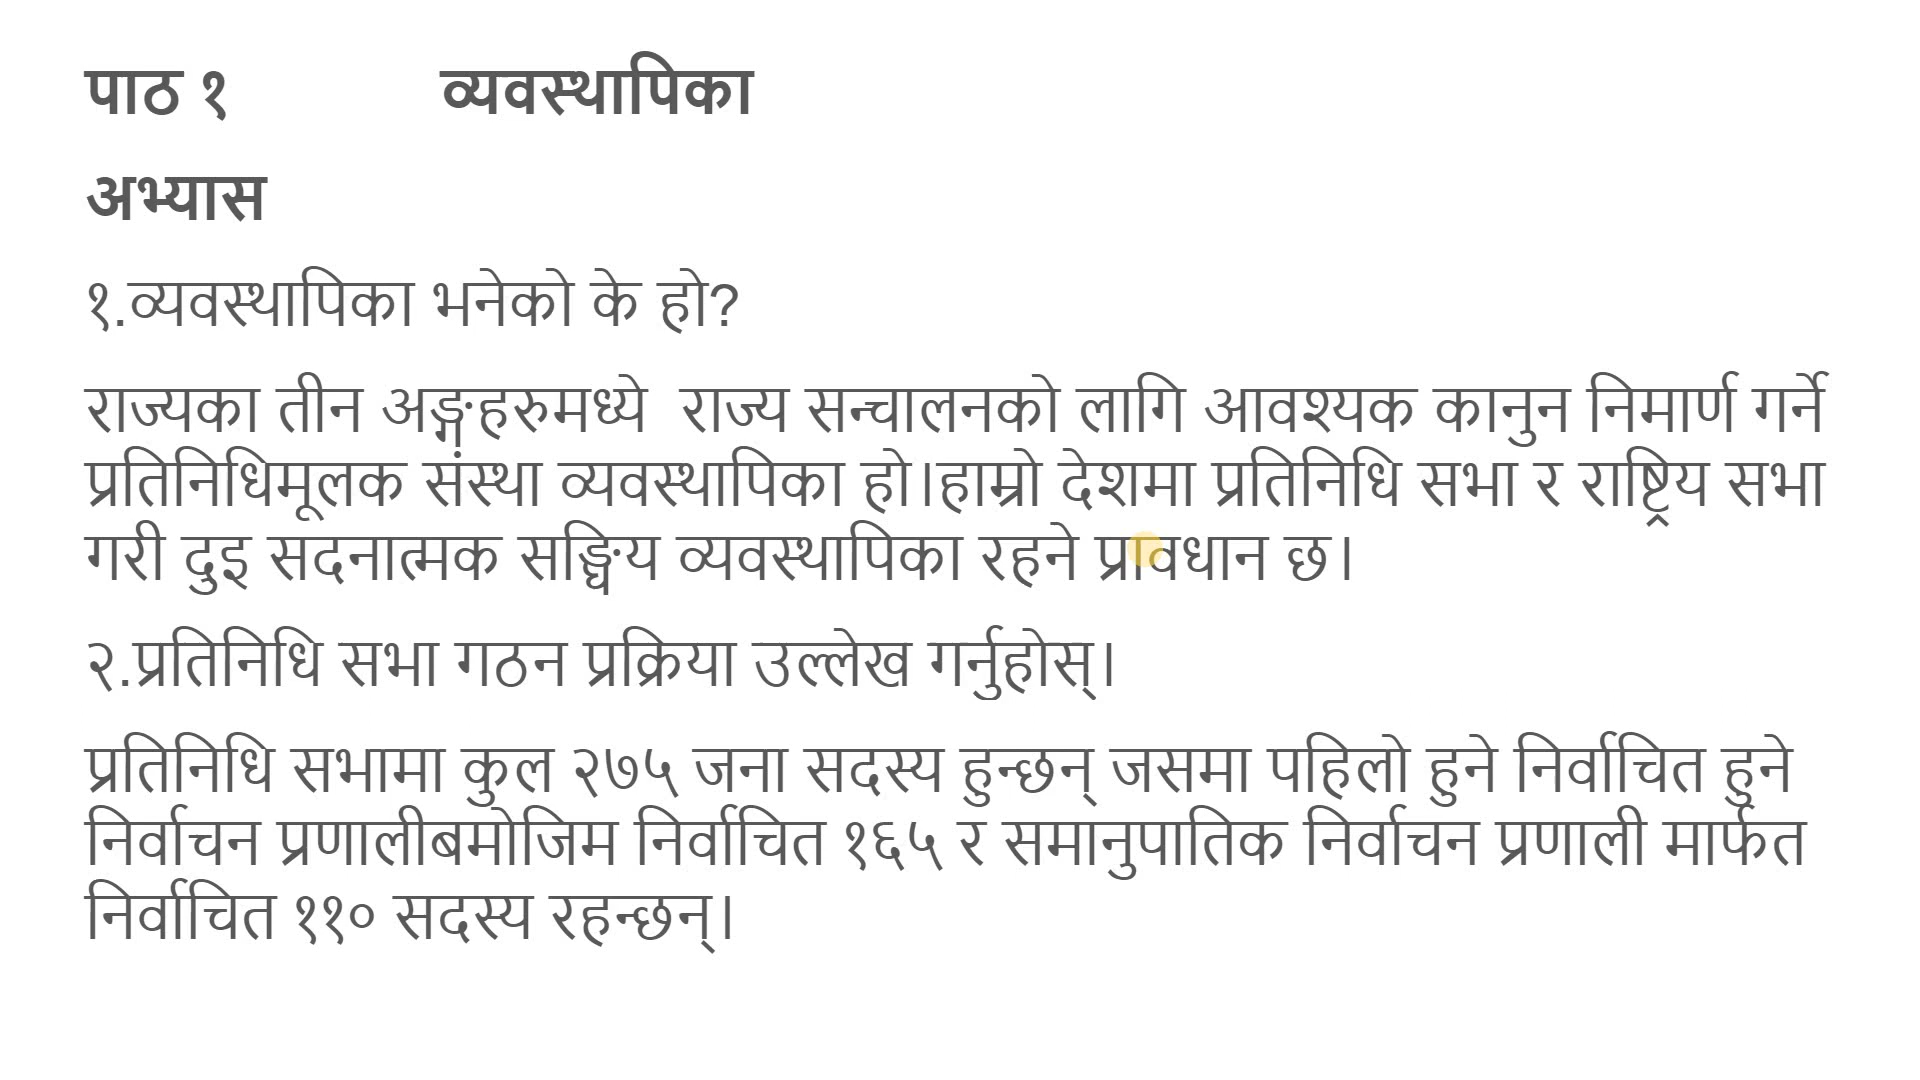 पाठ १ व्यवस्थापिका
अभ्यास
१.व्यवस्थापिका भनेको के हो?
राज्यका तीन अङ्गहरुमध्ये राज्य सन्चालनको लागि आवश्यक कानुन निमार्ण गर्ने
प्रतिनिधिमूलक संस्था व्यवस्थापिका हो।हाम्रो देशमा प्रतिनिधि सभा र राष्ट्रिय सभा
गरी दुइ सदनात्मक सङ्घिय व्यवस्थापिका रहने प्रावधान छ।
२.प्रतिनिधि सभा गठन प्रक्रिया उल्लेख गर्नुहोस्।
प्रतिनिधि सभामा कुल २७५ जना सदस्य हुन्छन् जसमा पहिलो हुने निर्वाचित हुने
निर्वाचन प्रणालीबमोजिम निर्वाचित १६५ र समानुपातिक निर्वाचन प्रणाली मार्फत
निर्वाचित ११० सदस्य रहन्छन्।